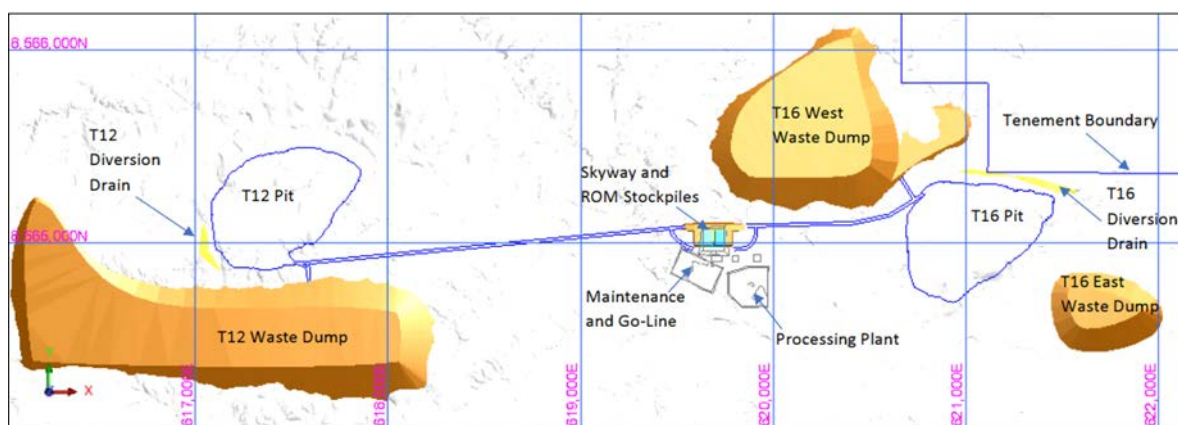 8,566,000N
T16 West
Waste Dump
Tenement Boundary
T12
Diversion
Drain
Skyway and
ROM Stockpiles
T12 Pit
T16 Pit
T16
Diversion
Drain
8,565,000N
T16 East
Waste Dump
Maintenance
and Go-Line
T12 Waste Dump
Processing Plant
Y
X
617,000E
618,000E
619,000E
620,000E
621,000E
622,000E